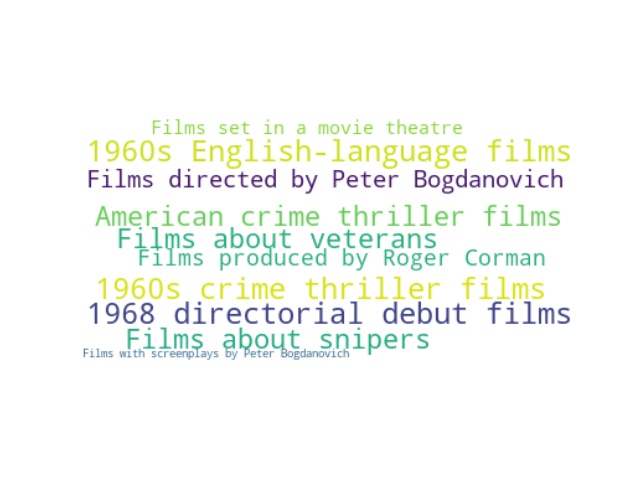 Films set in a movie theatre
1960s English-language films
Films directed by Peter Bogdanovich
American crime thriller films
Films about veterans
Films produced by Roger Corman
1960s crime thriller films
1968 directorial debut films
Films about snipers
Films with screenplays by Peter Bogdanovich